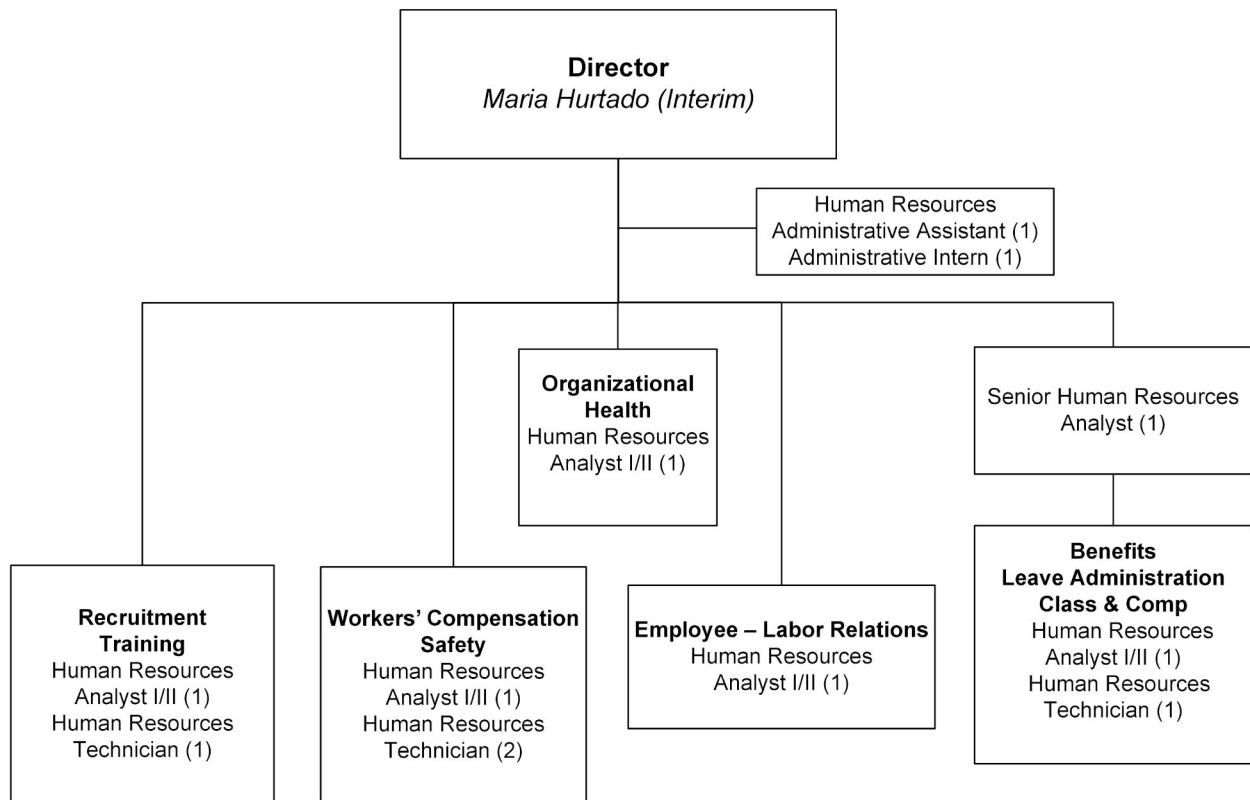 Director
Maria Hurtado (Interim)
Human Resources
Administrative Assistant (1)
Administrative Intern (1)
Organizational
Health
Human Resources
Analyst I/II (1)
Senior Human Resources
Analyst (1)
Recruitment
Training
Human Resources
Analyst I/II (1)
Human Resources
Technician (1)
Workers’ Compensation
Safety
Human Resources
Analyst I/II (1)
Human Resources
Technician (2)
Employee – Labor Relations
Human Resources
Analyst I/II (1)
Benefits
Leave Administration
Class & Comp
Human Resources
Analyst I/II (1)
Human Resources
Technician (1)